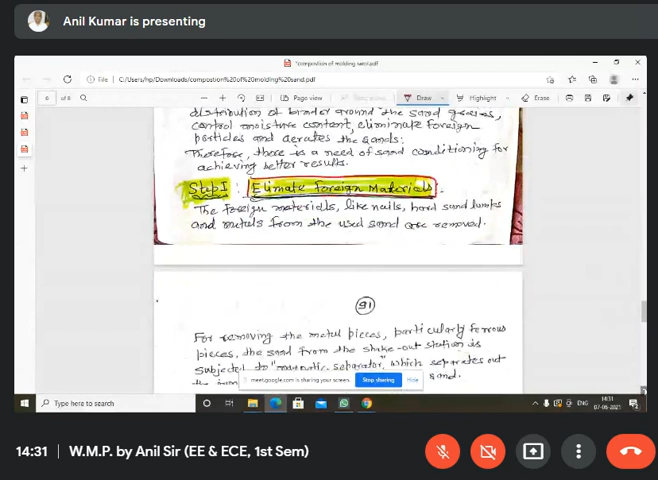 Anil Kumar is presenting
*compostion of molding sand.pdf
File
C:/Users/hp/Downloads/compostion%20of%20molding%20sand.pdf
6 of 8
Page view
Draw
Highlight
Erase
distribution of binder around the sand graines,
control moisture content, eliminate foreign
particles and aerates the sands.
Therefore, there is a need of sand conditioning for
achieving better results.
Step I : Elimate Foreign Materials.
The foreign materials, like nails, hard sand lumps
and metals from the used sand are removed.
91
For removing the metal pieces, particularly ferrous
pieces, the sand from the shake-out station is
subjected to "magnetic separator", which separates out
sand.
meet.google.com is sharing your screen.
Stop sharing
Hide
Type here to search
ENG
14:31
07-06-2021
14:31 | W.M.P. by Anil Sir (EE & ECE, 1st Sem)